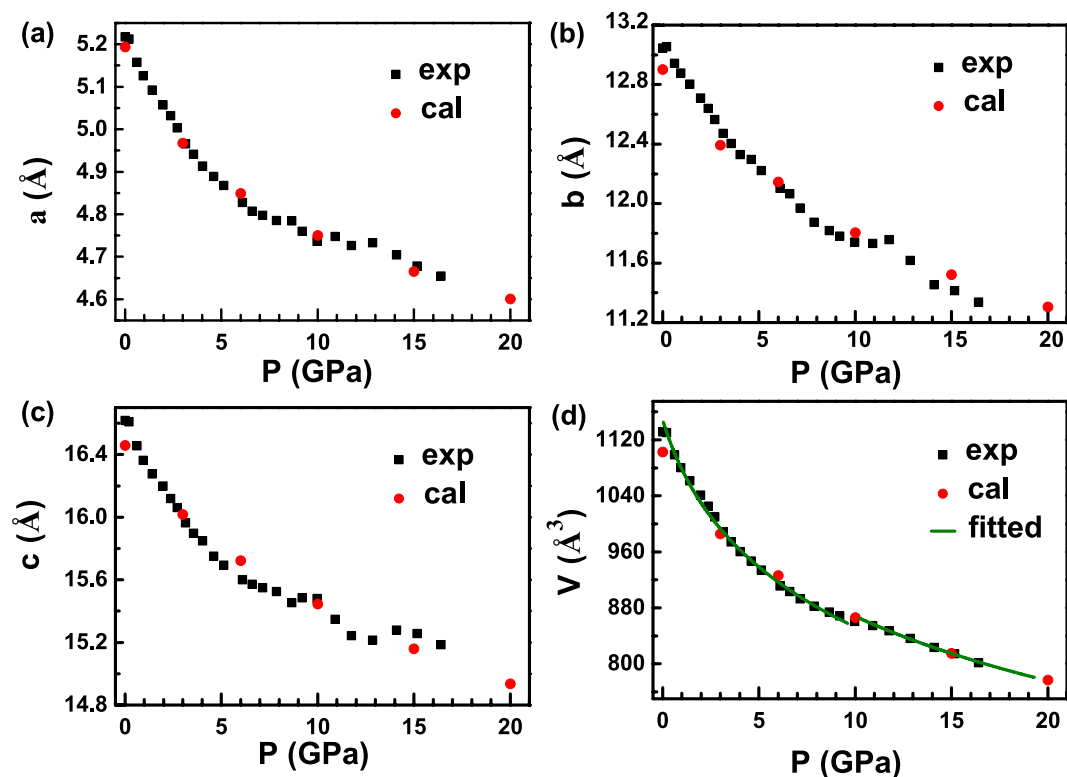 (a)
5.2
5.1
5.0
4.9
4.8
4.7
4.6
a (Å)
exp
cal
0 5 10 15 20
P (GPa)
(b)
13.2
12.8
12.4
12.0
11.6
11.2
b (Å)
exp
cal
0 5 10 15 20
P (GPa)
(c)
16.4
16.0
15.6
15.2
14.8
c (Å)
exp
cal
0 5 10 15 20
P (GPa)
(d)
1120
1040
960
880
800
V (Å³)
exp
cal
fitted
0 5 10 15 20
P (GPa)